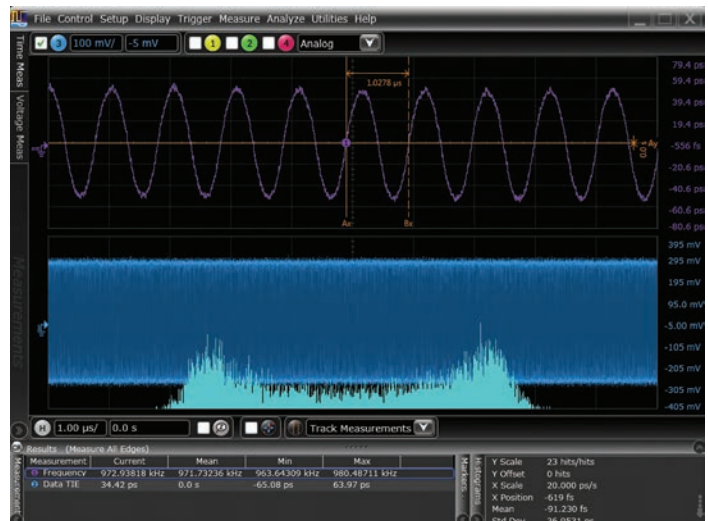 File Control Setup Display Trigger Measure Analyze Utilities Help
Time Meas
Voltage Meas
3 100 mV/ -5 mV 1 2 4 Analog
1.0278 µs
79.4 ps
59.4 ps
39.4 ps
19.4 ps
-556 fs
-20.6 ps
-40.6 ps
-60.6 ps
-80.6 ps
0.0 s
Ay
Ax
Bx
Measurements
395 mV
295 mV
195 mV
95.0 mV
-5.00 mV
-105 mV
-205 mV
-305 mV
-405 mV
H 1.00 µs/ 0.0 s Track Measurements
Results (Measure All Edges)
Measurement Current Mean Min Max
Frequency 972.93818 kHz 971.73236 kHz 963.64309 kHz 980.48711 kHz
Data TIE 34.42 ps 0.0 s -65.08 ps 63.97 ps
Measurement
Markers
Histograms
Y Scale 23 hits/hits
Y Offset 0 hits
X Scale 20.000 ps/s
X Position -619 fs
Mean -91.230 fs